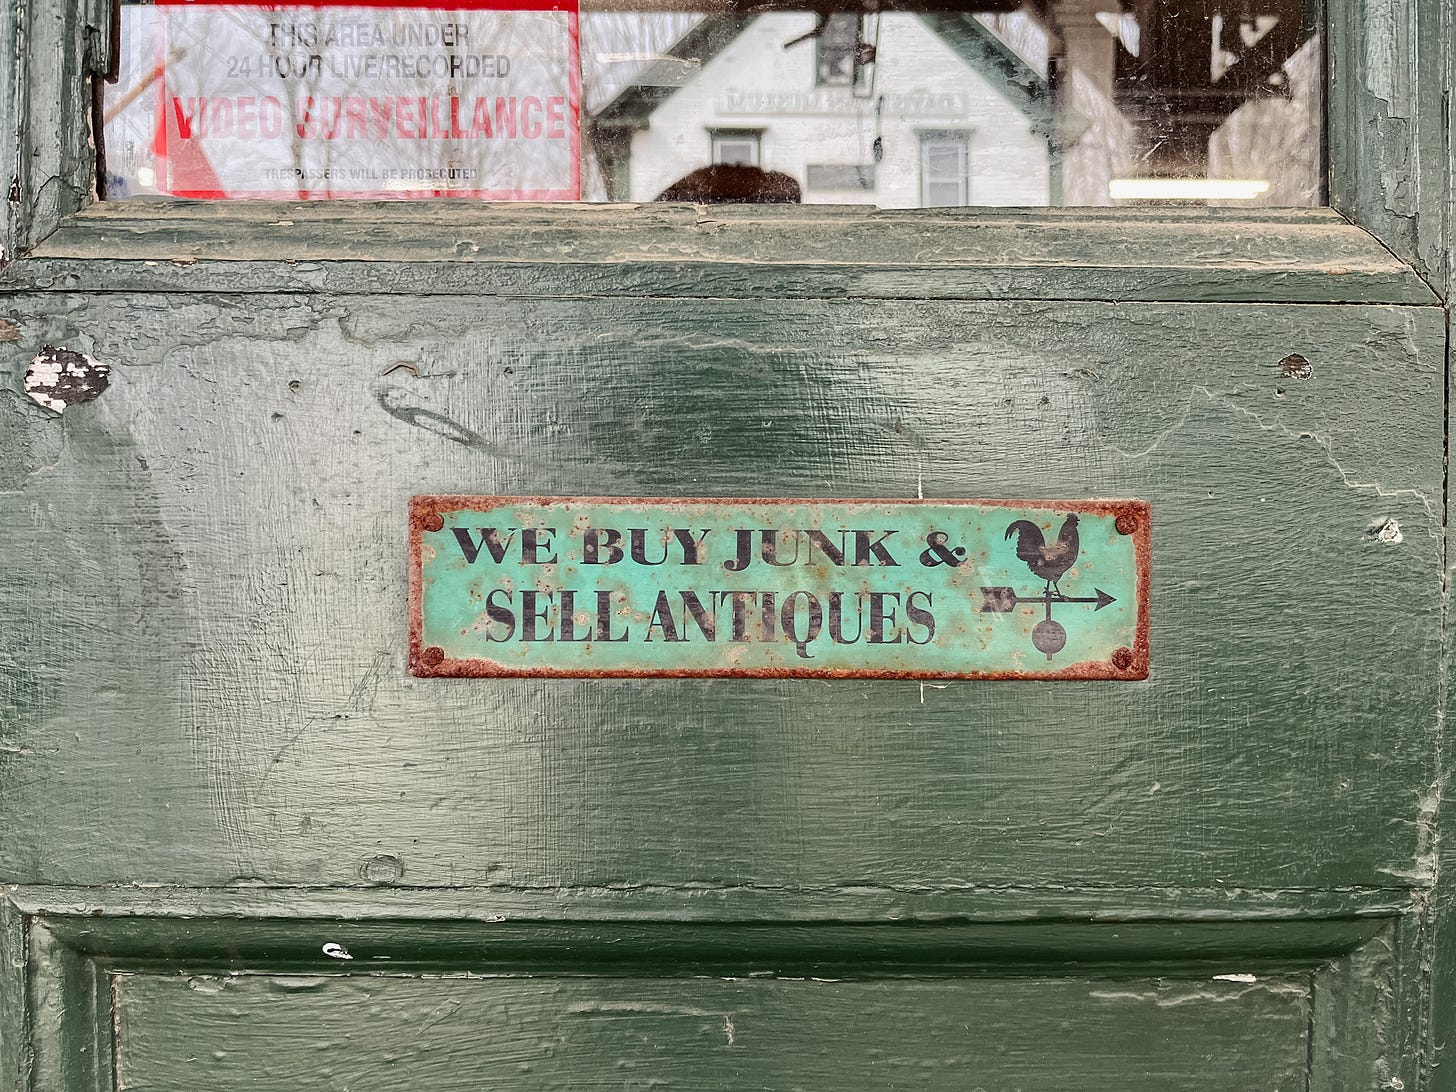 THIS AREA UNDER
24 HOUR LIVE/RECORDED
VIDEO SURVEILLANCE
TRESPASSERS WILL BE PROSECUTED
WE BUY JUNK &
SELL ANTIQUES